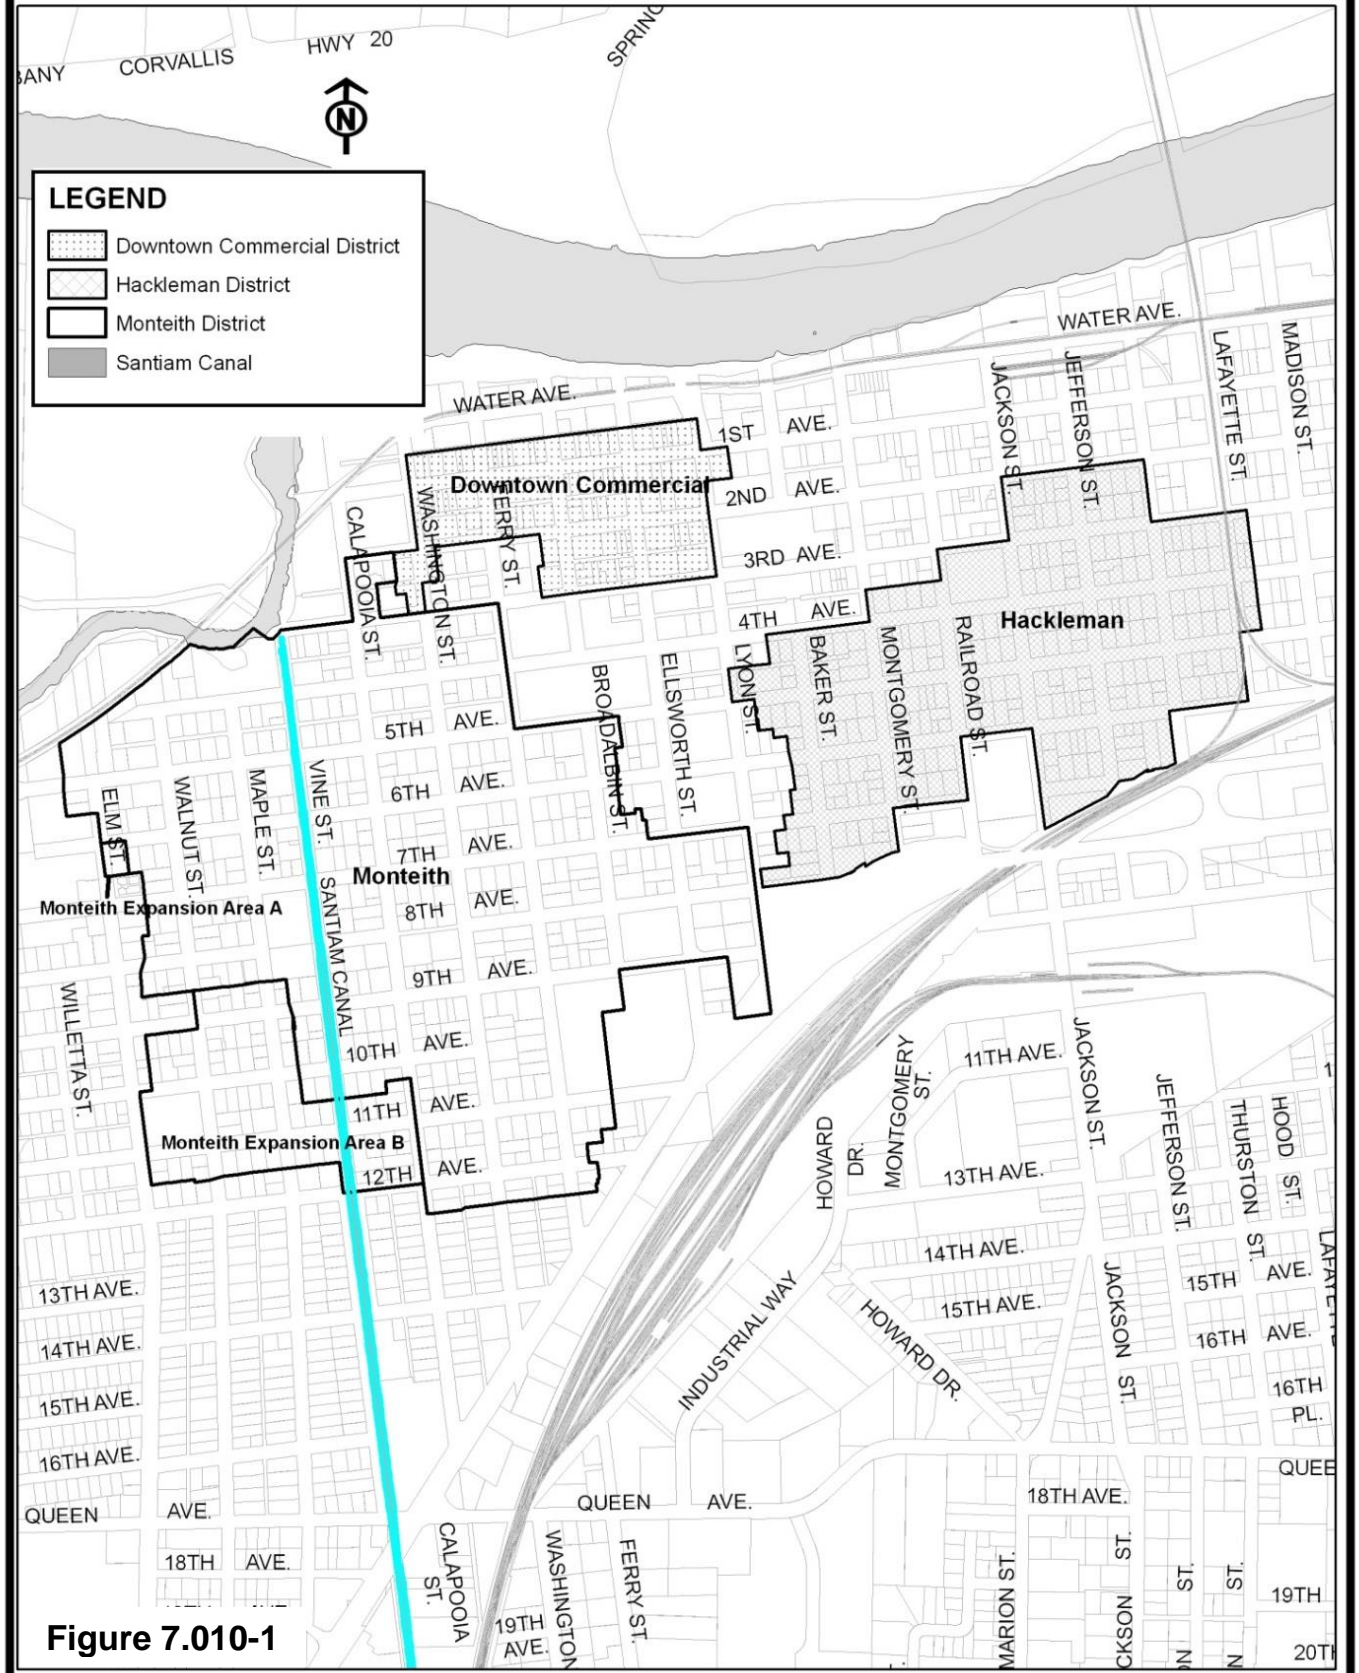 BANY CORVALLIS HWY 20
SPRING
N
LEGEND
Downtown Commercial District
Hackleman District
Monteith District
Santiam Canal
WATER AVE.
WATER AVE.
JACKSON ST.
JEFFERSON ST.
LAFAYETTE ST.
MADISON ST.
1ST AVE.
Downtown Commercial
2ND AVE.
CALAPOOIA ST.
WASHINGTON ST.
FERRY ST.
3RD AVE.
4TH AVE.
Hackleman
LYON ST.
BAKER ST.
MONTGOMERY ST.
RAILROAD ST.
BROADALBIN ST.
ELLSWORTH ST.
5TH AVE.
6TH AVE.
ELM ST.
WALNUT ST.
MAPLE ST.
VINE ST.
7TH AVE.
Monteith
SANTIAM CANAL
8TH AVE.
Monteith Expansion Area A
9TH AVE.
WILLETTA ST.
10TH AVE.
11TH AVE.
Monteith Expansion Area B
12TH AVE.
MONTGOMERY ST.
11TH AVE.
JACKSON ST.
HOWARD DR.
JEFFERSON ST.
THURSTON ST.
HOOD ST.
13TH AVE.
14TH AVE.
15TH AVE.
15TH AVE.
16TH AVE.
JACKSON ST.
HOWARD DR.
INDUSTRIAL WAY
16TH PL.
13TH AVE.
14TH AVE.
15TH AVE.
16TH AVE.
QUEEN AVE.
QUEEN AVE.
QUEE
18TH AVE.
18TH AVE.
CALAPOOIA ST.
WASHINGTON
FERRY ST.
19TH AVE.
MARION ST.
CKSON ST.
N ST.
N ST.
19TH
20TH
Figure 7.010-1